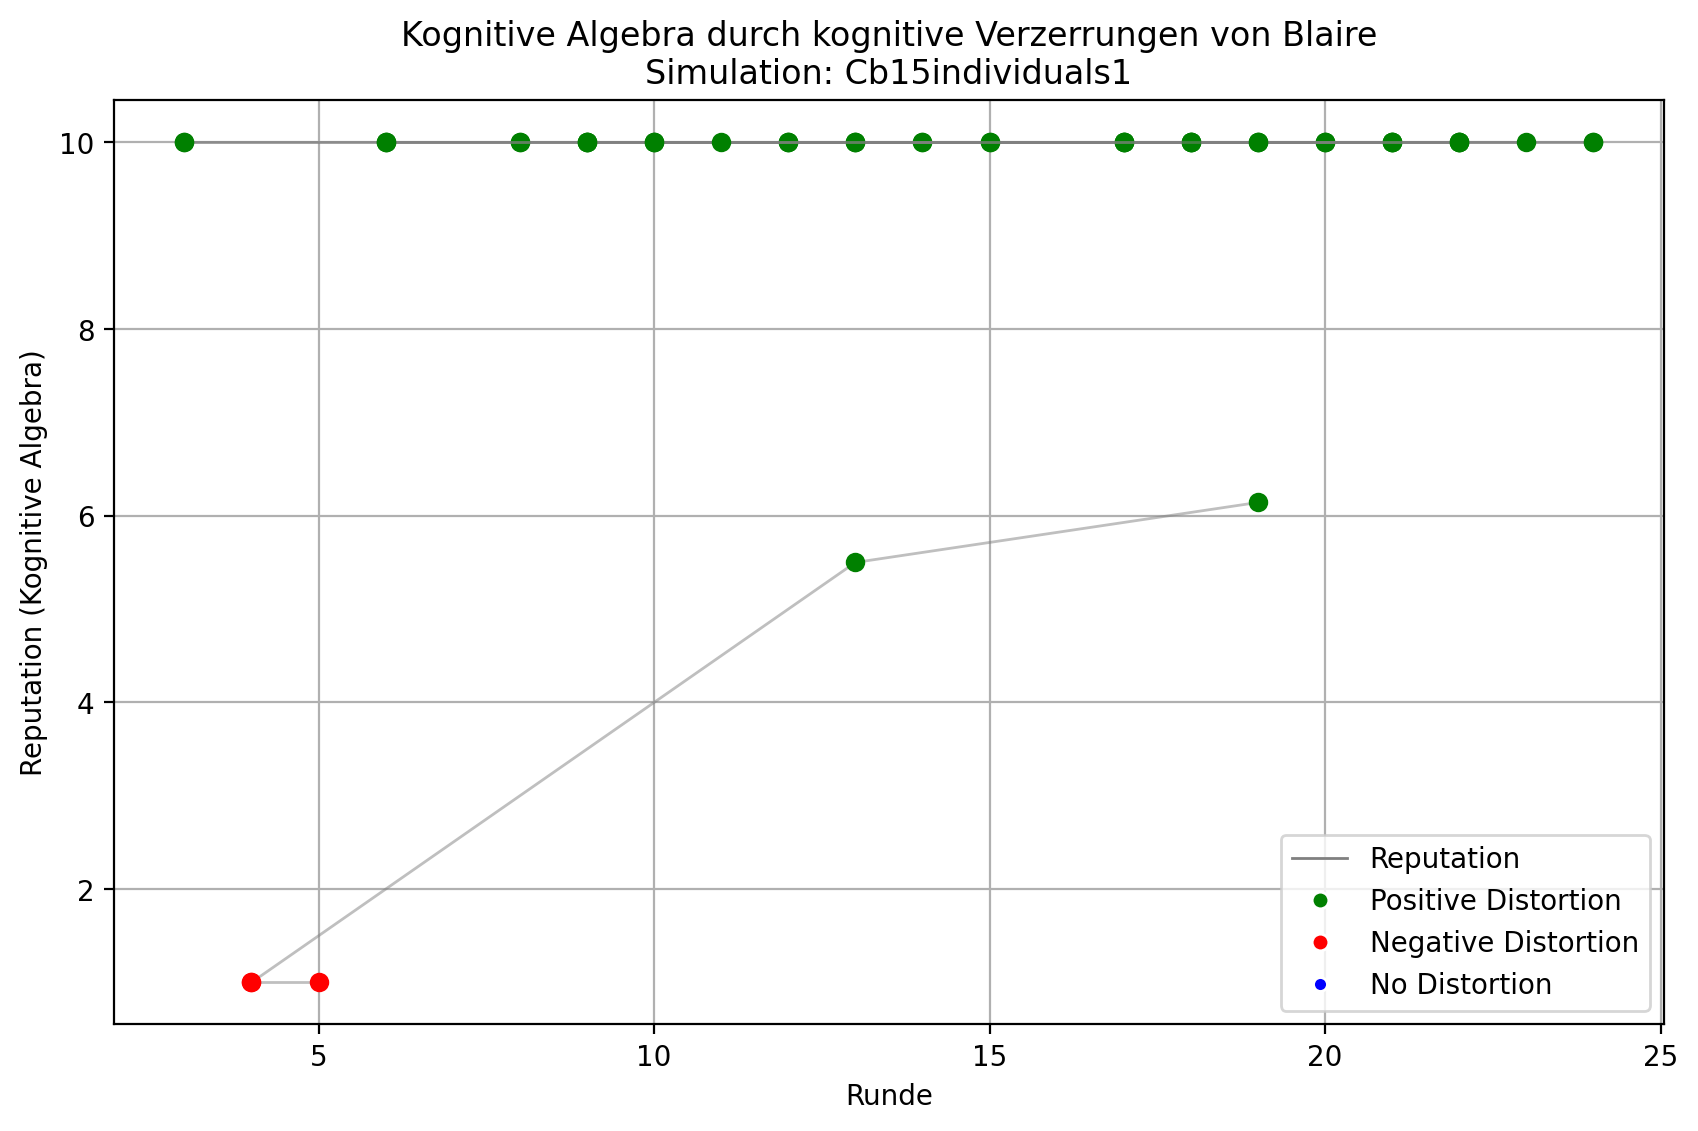 Kognitive Algebra durch kognitive Verzerrungen von Blaire
Simulation: Cb15individuals1
Reputation (Kognitive Algebra)
10
8
6
4
2
5
10
15
20
25
Runde
Reputation
Positive Distortion
Negative Distortion
No Distortion